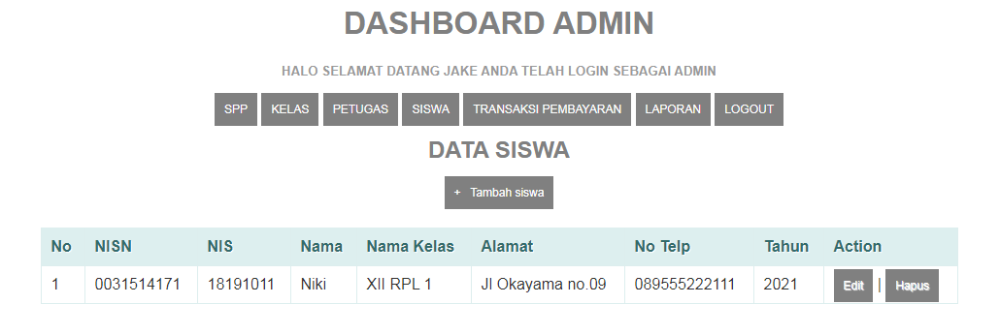 DASHBOARD ADMIN
HALO SELAMAT DATANG JAKE ANDA TELAH LOGIN SEBAGAI ADMIN
SPP KELAS PETUGAS SISWA TRANSAKSI PEMBAYARAN LAPORAN LOGOUT
DATA SISWA
+ Tambah siswa
No NISN NIS Nama Nama Kelas Alamat No Telp Tahun Action
1 0031514171 18191011 Niki XII RPL 1 Jl Okayama no.09 089555222111 2021 Edit | Hapus